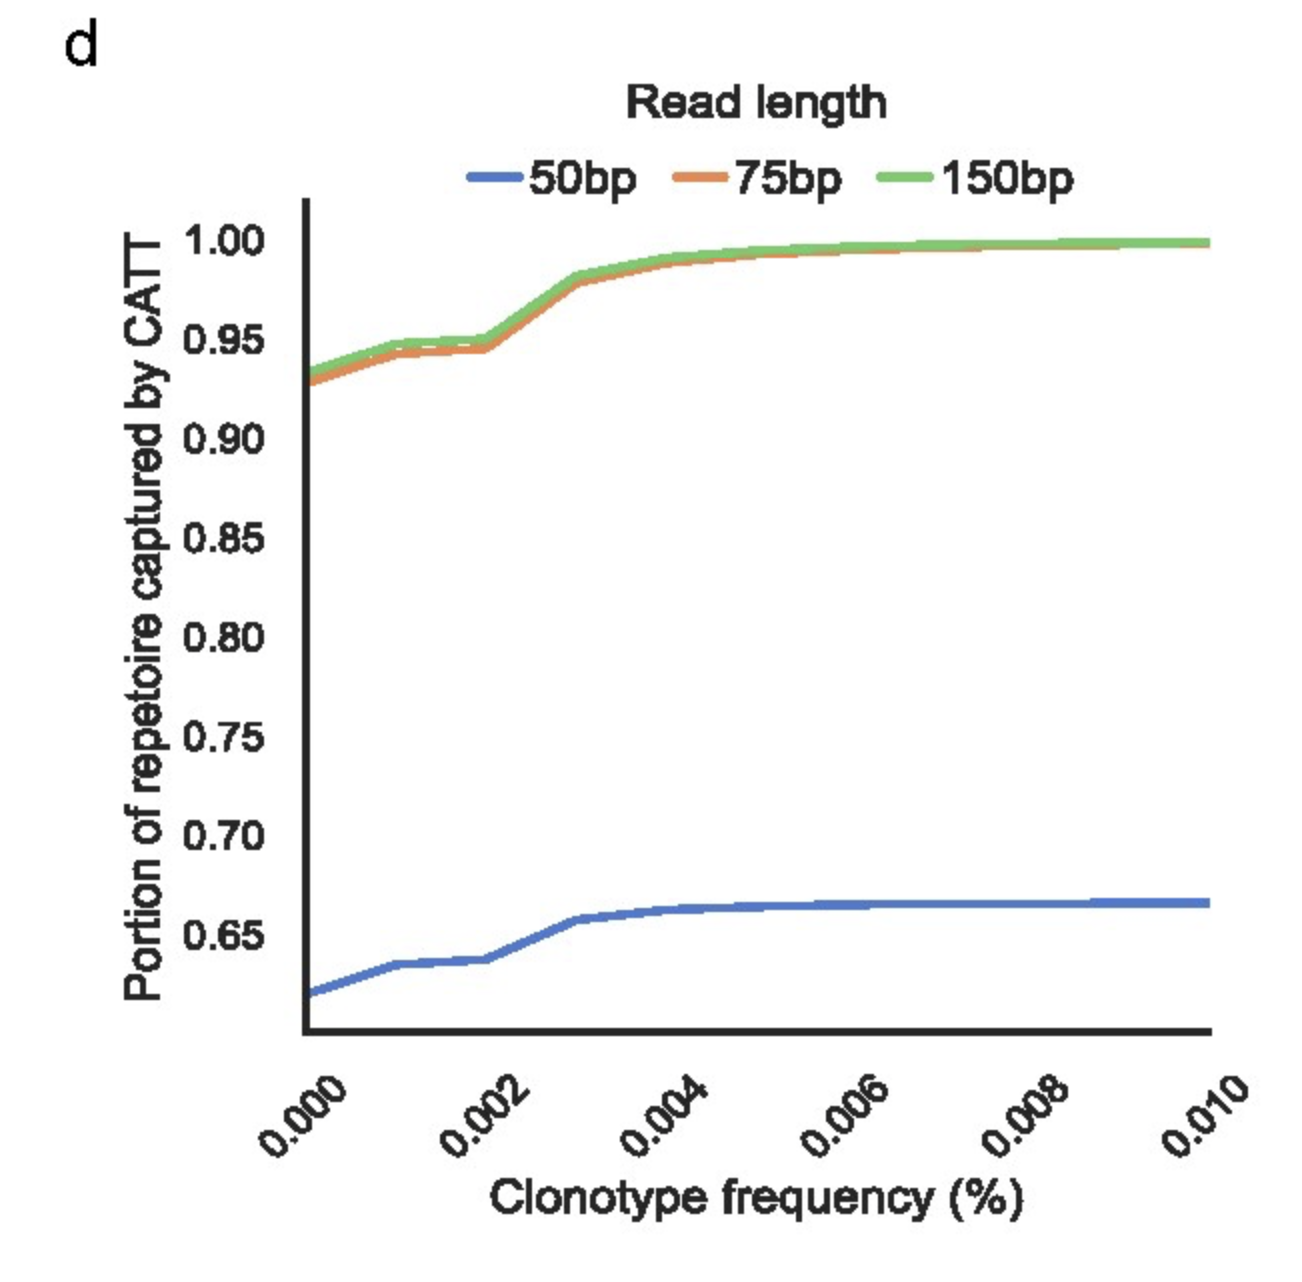 d
Read length
50bp 75bp 150bp
Portion of repetoire captured by CATT
1.00
0.95
0.90
0.85
0.80
0.75
0.70
0.65
0.000 0.002 0.004 0.006 0.008 0.010
Clonotype frequency (%)